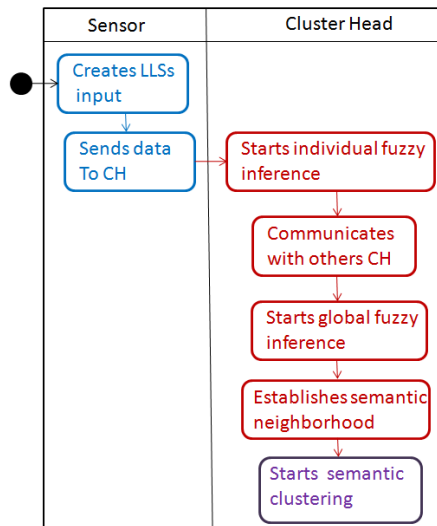 Sensor
Cluster Head
Creates LLSs
input
Sends data
To CH
Starts individual fuzzy
inference
Communicates
with others CH
Starts global fuzzy
inference
Establishes semantic
neighborhood
Starts semantic
clustering